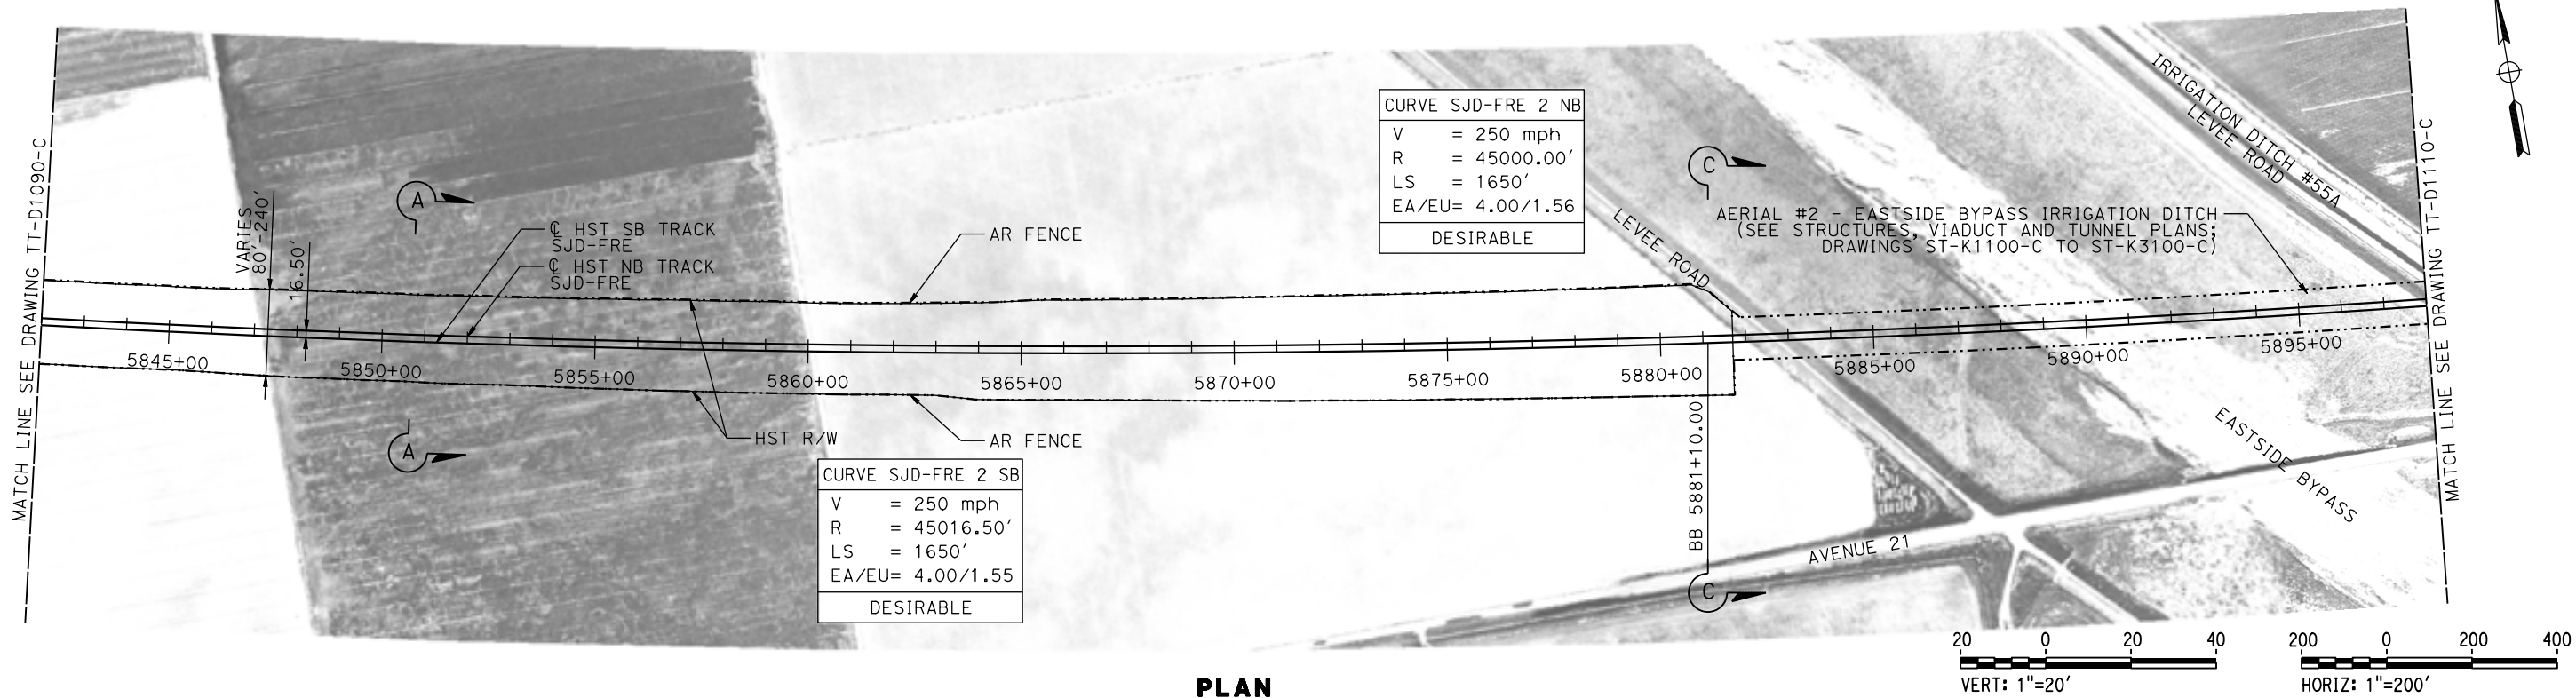 MATCH LINE SEE DRAWING TT-D1090-C
VARIES
80'-240'
16.50'
A
℄ HST SB TRACK
SJD-FRE
℄ HST NB TRACK
SJD-FRE
AR FENCE
CURVE SJD-FRE 2 NB
V = 250 mph
R = 45000.00'
LS = 1650'
EA/EU= 4.00/1.56
DESIRABLE
C
LEVEE ROAD
IRRIGATION DITCH #55A
LEVEE ROAD
AERIAL #2 - EASTSIDE BYPASS IRRIGATION DITCH
(SEE STRUCTURES, VIADUCT AND TUNNEL PLANS;
DRAWINGS ST-K1100-C TO ST-K3100-C)
MATCH LINE SEE DRAWING TT-D1110-C
5845+00
5850+00
5855+00
5860+00
5865+00
5870+00
5875+00
5880+00
5885+00
5890+00
5895+00
A
HST R/W
AR FENCE
CURVE SJD-FRE 2 SB
V = 250 mph
R = 45016.50'
LS = 1650'
EA/EU= 4.00/1.55
DESIRABLE
BB 5881+10.00
C
AVENUE 21
EASTSIDE BYPASS
PLAN
20 0 20 40
VERT: 1"=20'
200 0 200 400
HORIZ: 1"=200'